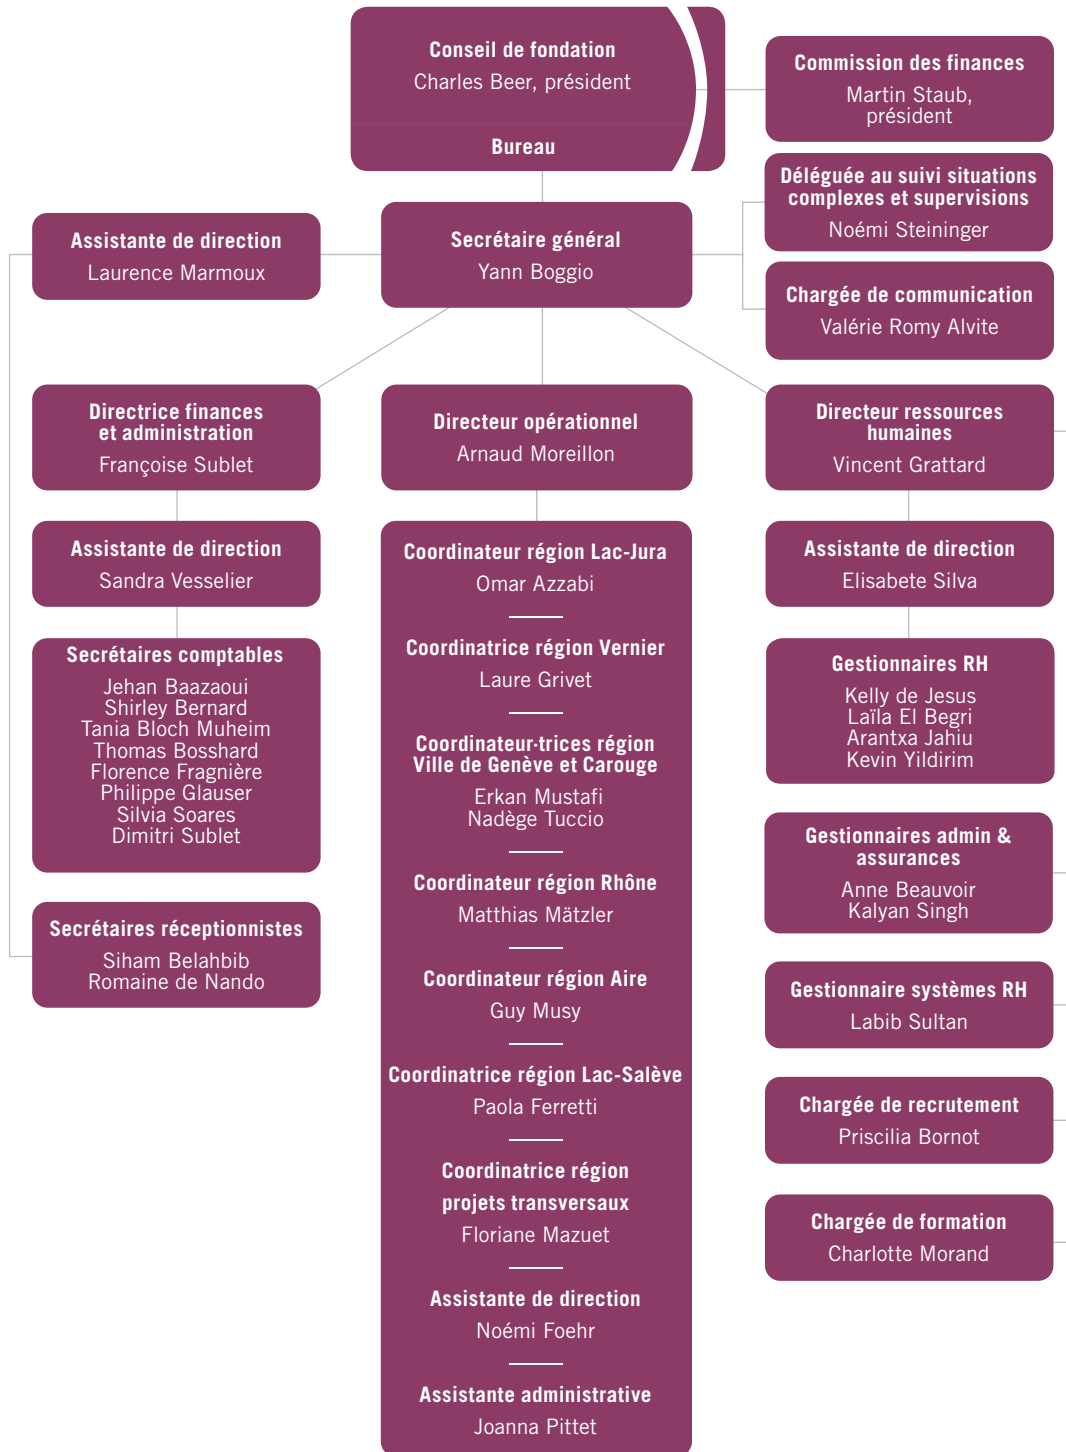 Conseil de fondation
Charles Beer, président
Bureau
Commission des finances
Martin Staub,
président
Déléguée au suivi situations
complexes et supervisions
Noémi Steininger
Assistante de direction
Laurence Marmoux
Secrétaire général
Yann Boggio
Chargée de communication
Valérie Romy Alvite
Directrice finances
et administration
Françoise Sublet
Directeur opérationnel
Arnaud Moreillon
Directeur ressources
humaines
Vincent Grattard
Assistante de direction
Sandra Vesselier
Secrétaires comptables
Jehan Baazaoui
Shirley Bernard
Tania Bloch Muheim
Thomas Bosshard
Florence Fragnière
Philippe Glauser
Silvia Soares
Dimitri Sublet
Secrétaires réceptionnistes
Siham Belahbib
Romaine de Nando
Coordinateur région Lac-Jura
Omar Azzabi
Coordinatrice région Vernier
Laure Grivet
Coordinateur·trices région
Ville de Genève et Carouge
Erkan Mustafi
Nadège Tuccio
Coordinateur région Rhône
Matthias Mätzler
Coordinateur région Aire
Guy Musy
Coordinatrice région Lac-Salève
Paola Ferretti
Coordinatrice région
projets transversaux
Floriane Mazuet
Assistante de direction
Noémi Foehr
Assistante administrative
Joanna Pittet
Assistante de direction
Elisabete Silva
Gestionnaires RH
Kelly de Jesus
Laïla El Begri
Arantxa Jahiu
Kevin Yildirim
Gestionnaires admin &
assurances
Anne Beauvoir
Kalyan Singh
Gestionnaire systèmes RH
Labib Sultan
Chargée de recrutement
Priscilia Bornot
Chargée de formation
Charlotte Morand